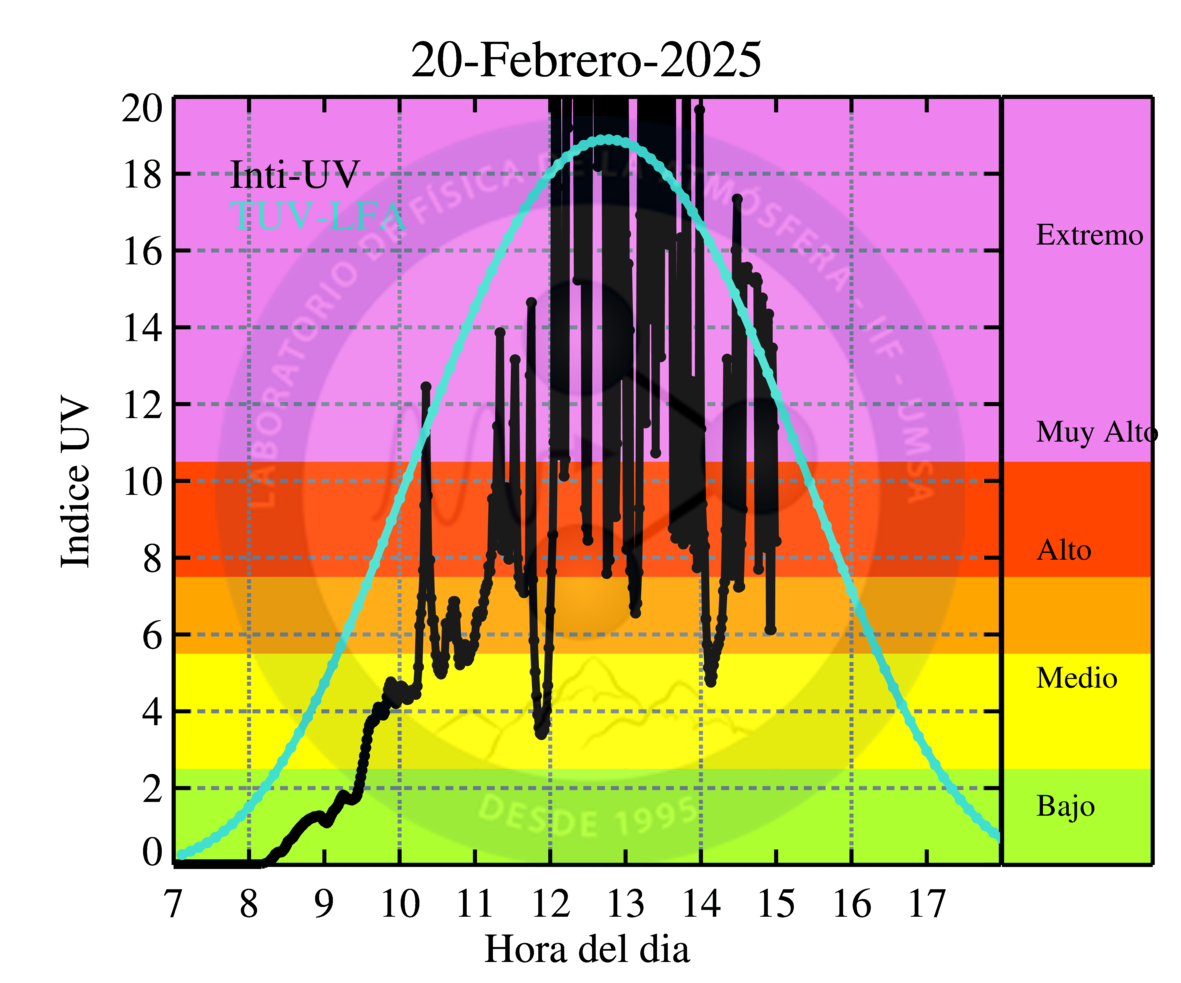 20-Febrero-2025
Indice UV
20
18
16
14
12
10
8
6
4
2
0
Inti-UV
TUV-LFA
LABORATORIO DE FÍSICA DE LA ATMÓSFERA - IIF - UMSA
DESDE 1995
Extremo
Muy Alto
Alto
Medio
Bajo
7 8 9 10 11 12 13 14 15 16 17
Hora del dia